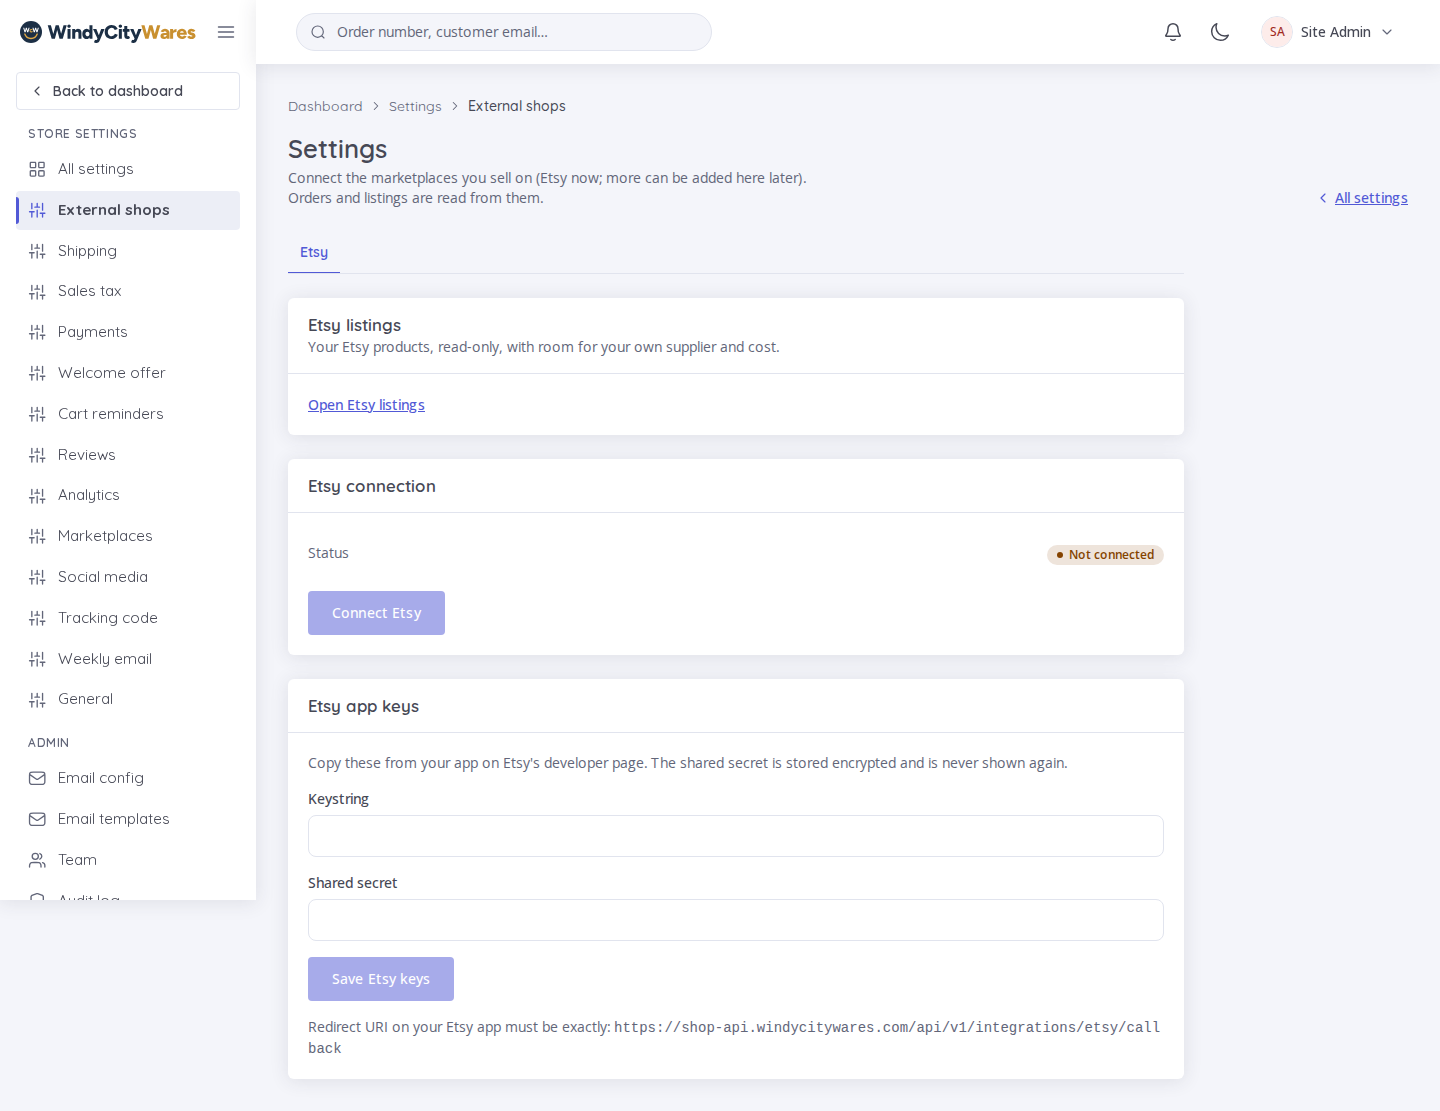 WindyCityWares
Order number, customer email...
SA
Site Admin
Back to dashboard
STORE SETTINGS
All settings
External shops
Shipping
Sales tax
Payments
Welcome offer
Cart reminders
Reviews
Analytics
Marketplaces
Social media
Tracking code
Weekly email
General
ADMIN
Email config
Email templates
Team
Audit log
Dashboard
Settings
External shops
Settings
Connect the marketplaces you sell on (Etsy now; more can be added here later).
Orders and listings are read from them.
All settings
Etsy
Etsy listings
Your Etsy products, read-only, with room for your own supplier and cost.
Open Etsy listings
Etsy connection
Status
Not connected
Connect Etsy
Etsy app keys
Copy these from your app on Etsy's developer page. The shared secret is stored encrypted and is never shown again.
Keystring
Shared secret
Save Etsy keys
Redirect URI on your Etsy app must be exactly: https://shop-api.windycitywares.com/api/v1/integrations/etsy/call
back